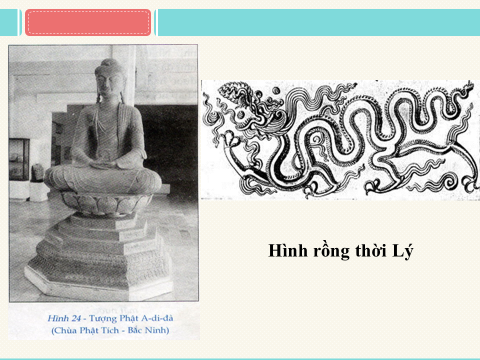 Hình 24 - Tượng Phật A-di-đà
(Chùa Phật Tích - Bắc Ninh)
Hình rồng thời Lý